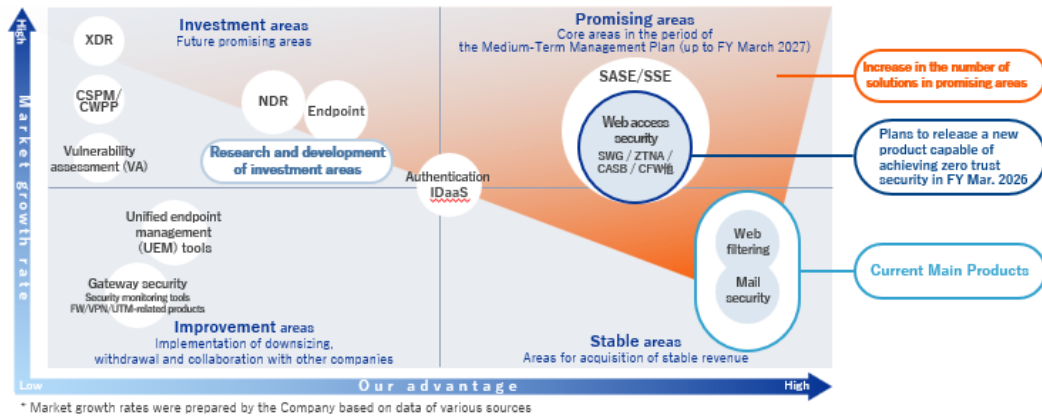 High
Market growth rate
Low
Our advantage
High
Investment areas
Future promising areas
Promising areas
Core areas in the period of
the Medium-Term Management Plan (up to FY March 2027)
XDR
CSPM/
CWPP
Vulnerability
assessment (VA)
NDR
Endpoint
Research and development
of investment areas
Authentication
IDaaS
SASE/SSE
Web access
security
SWG / ZTNA /
CASB / CFW他
Increase in the number of
solutions in promising areas
Plans to release a new
product capable of
achieving zero trust
security in FY Mar. 2026
Unified endpoint
management
(UEM) tools
Gateway security
Security monitoring tools
FW/VPN/UTM-related products
Web
filtering
Mail
security
Current Main Products
Improvement areas
Implementation of downsizing,
withdrawal and collaboration with other companies
Stable areas
Areas for acquisition of stable revenue
* Market growth rates were prepared by the Company based on data of various sources